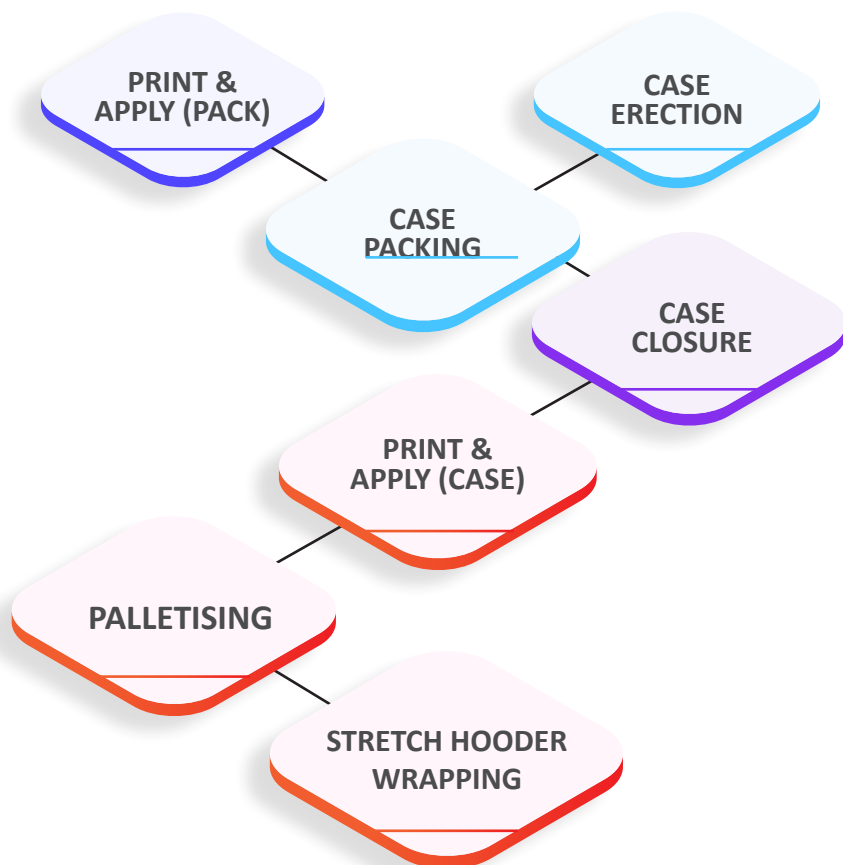 PRINT &
APPLY (PACK)
CASE
ERECTION
CASE
PACKING
CASE
CLOSURE
PRINT &
APPLY (CASE)
PALLETISING
STRETCH HOODER
WRAPPING